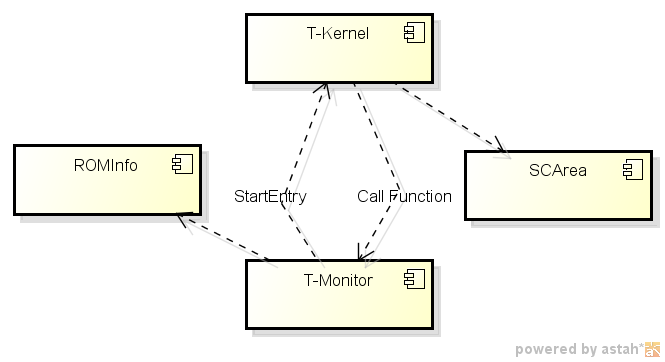 T-Kernel
ROMInfo
SCArea
StartEntry
Call Function
T-Monitor
powered by astah*